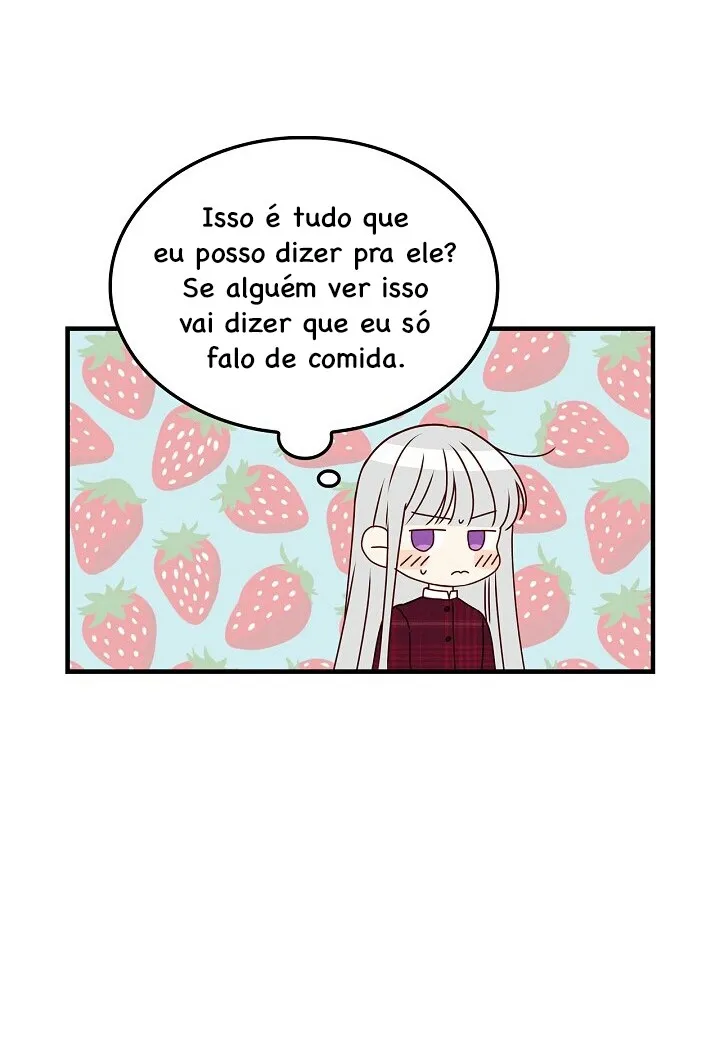 Isso é tudo que
eu posso dizer pra ele?
Se alguém ver isso
vai dizer que eu só
falo de comida.